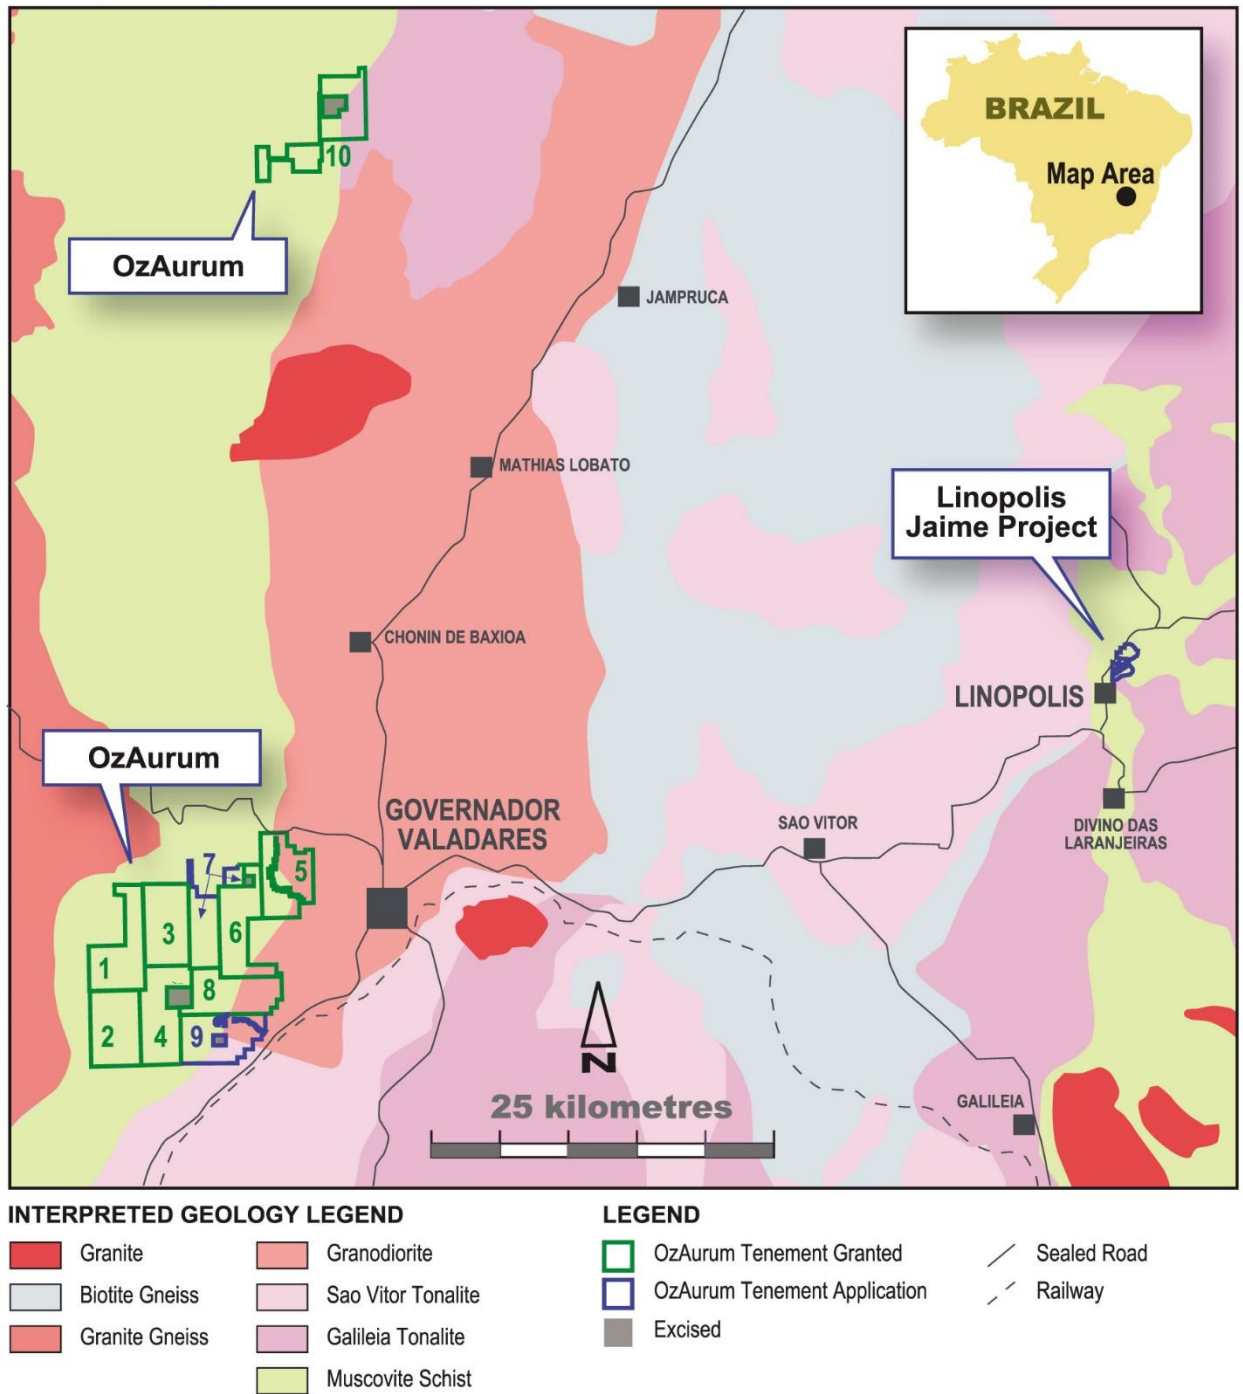 BRAZIL
Map Area
10
OzAurum
JAMPRUCA
MATHIAS LOBATO
Linopolis
Jaime Project
CHONIN DE BAXIOA
LINOPOLIS
OzAurum
GOVERNADOR
VALADARES
SAO VITOR
DIVINO DAS
LARANJEIRAS
7
5
3
6
1
8
2
4
9
N
25 kilometres
GALILEIA
INTERPRETED GEOLOGY LEGEND
Granite
Biotite Gneiss
Granite Gneiss
Granodiorite
Sao Vitor Tonalite
Galileia Tonalite
Muscovite Schist
LEGEND
OzAurum Tenement Granted
OzAurum Tenement Application
Excised
Sealed Road
Railway